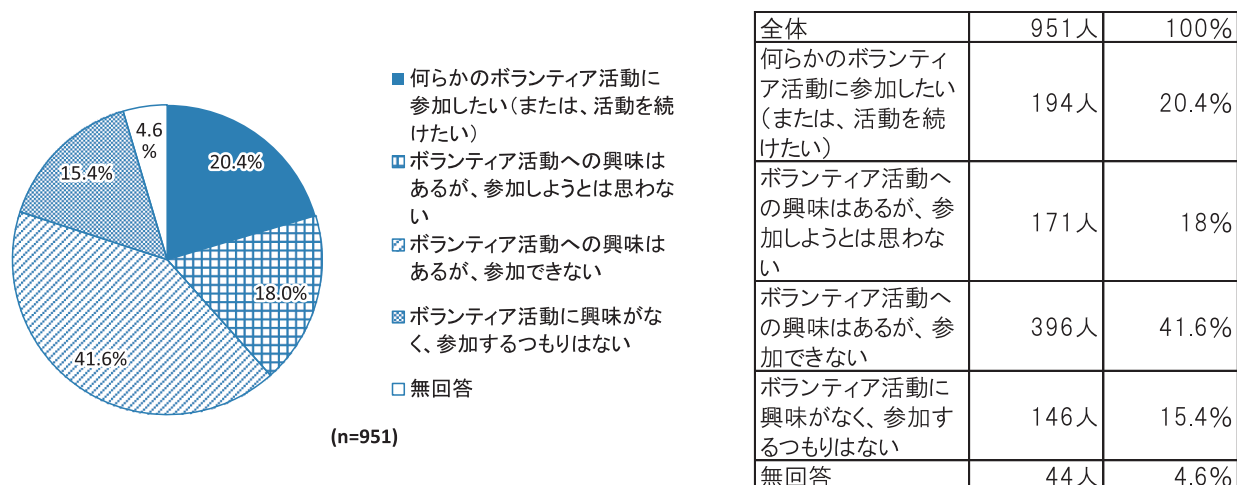 4.6
%
20.4%
15.4%
18.0%
41.6%
何らかのボランティア活動に
参加したい(または、活動を続
けたい)
ボランティア活動への興味は
あるが、参加しようとは思わな
い
ボランティア活動への興味は
あるが、参加できない
ボランティア活動に興味がな
く、参加するつもりはない
無回答
(n=951)
全体 951人 100%
何らかのボランティ
ア活動に参加したい
(または、活動を続
けたい)
194人 20.4%
ボランティア活動へ
の興味はあるが、参
加しようとは思わな
い
171人 18%
ボランティア活動へ
の興味はあるが、参
加できない
396人 41.6%
ボランティア活動に
興味がなく、参加す
るつもりはない
146人 15.4%
無回答 44人 4.6%